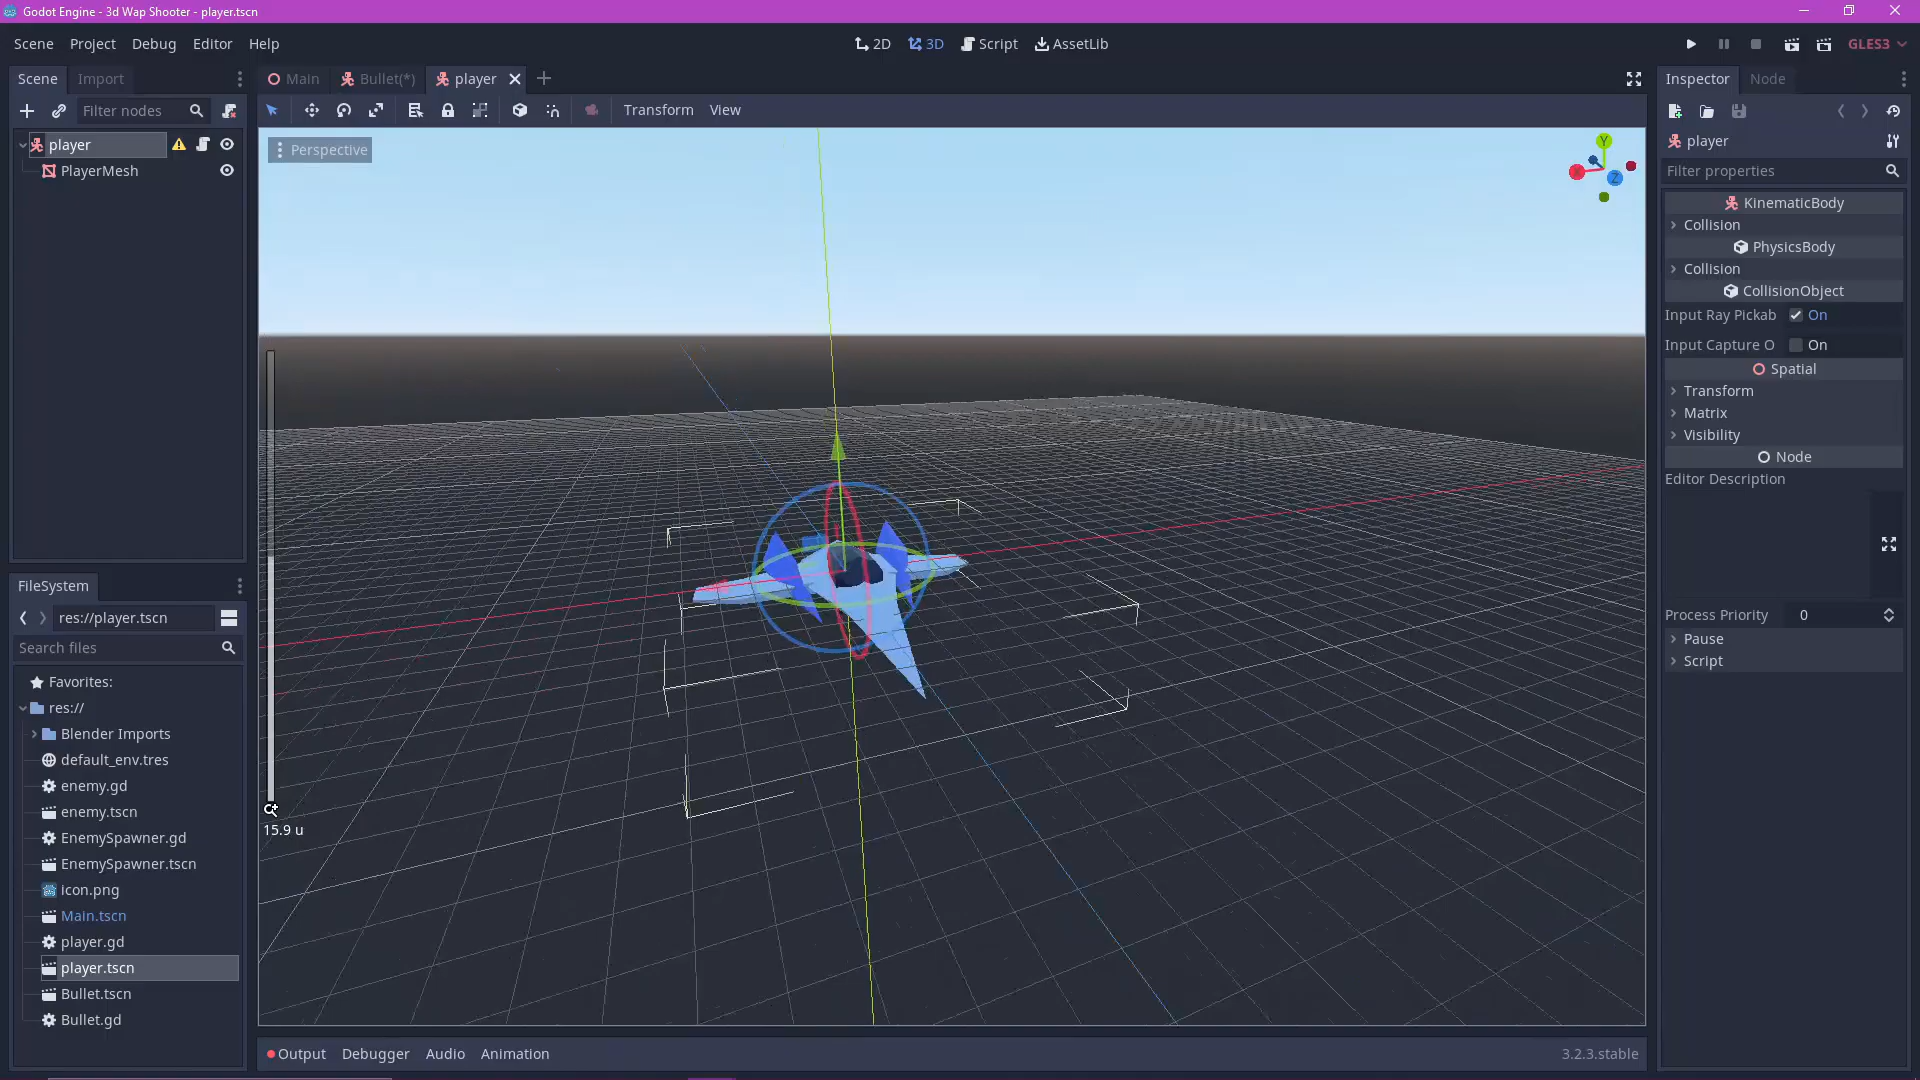 Godot Engine - 3d Wap Shooter - player.tscn
Scene Project Debug Editor Help
2D 3D Script AssetLib
GLES3
Scene Import
Filter nodes
player
PlayerMesh
FileSystem
res://player.tscn
Search files
Favorites:
res://
Blender Imports
default_env.tres
enemy.gd
enemy.tscn
EnemySpawner.gd
EnemySpawner.tscn
icon.png
Main.tscn
player.gd
player.tscn
Bullet.tscn
Bullet.gd
Main Bullet(*) player
Transform View
Perspective
Y
X
Z
15.9 u
Output Debugger Audio Animation
3.2.3.stable
Inspector Node
player
Filter properties
KinematicBody
Collision
PhysicsBody
Collision
CollisionObject
Input Ray Pickab On
Input Capture O On
Spatial
Transform
Matrix
Visibility
Node
Editor Description
Process Priority 0
Pause
Script